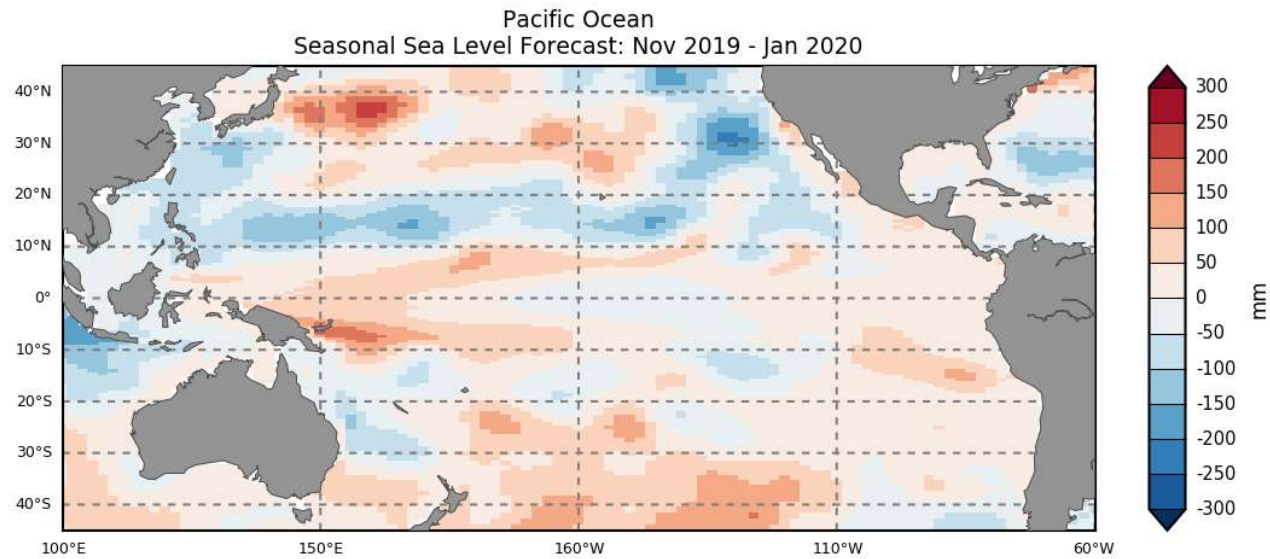 Pacific Ocean
Seasonal Sea Level Forecast: Nov 2019 - Jan 2020
40°N
30°N
20°N
10°N
0°
10°S
20°S
30°S
40°S
100°E
150°E
160°W
110°W
60°W
300
250
200
150
100
50
0
-50
-100
-150
-200
-250
-300
mm